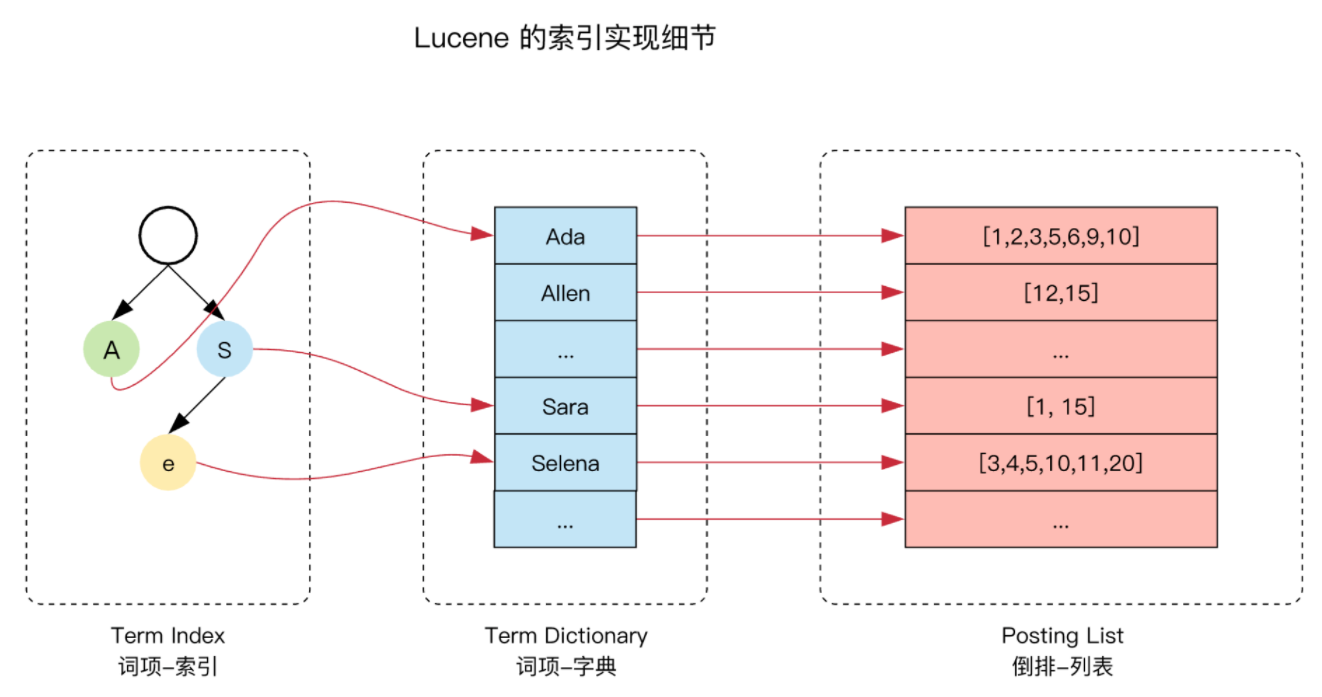 Lucene 的索引实现细节
A
S
e
Ada
Allen
...
Sara
Selena
...
[1,2,3,5,6,9,10]
[12,15]
...
[1, 15]
[3,4,5,10,11,20]
...
Term Index
词项-索引
Term Dictionary
词项-字典
Posting List
倒排-列表